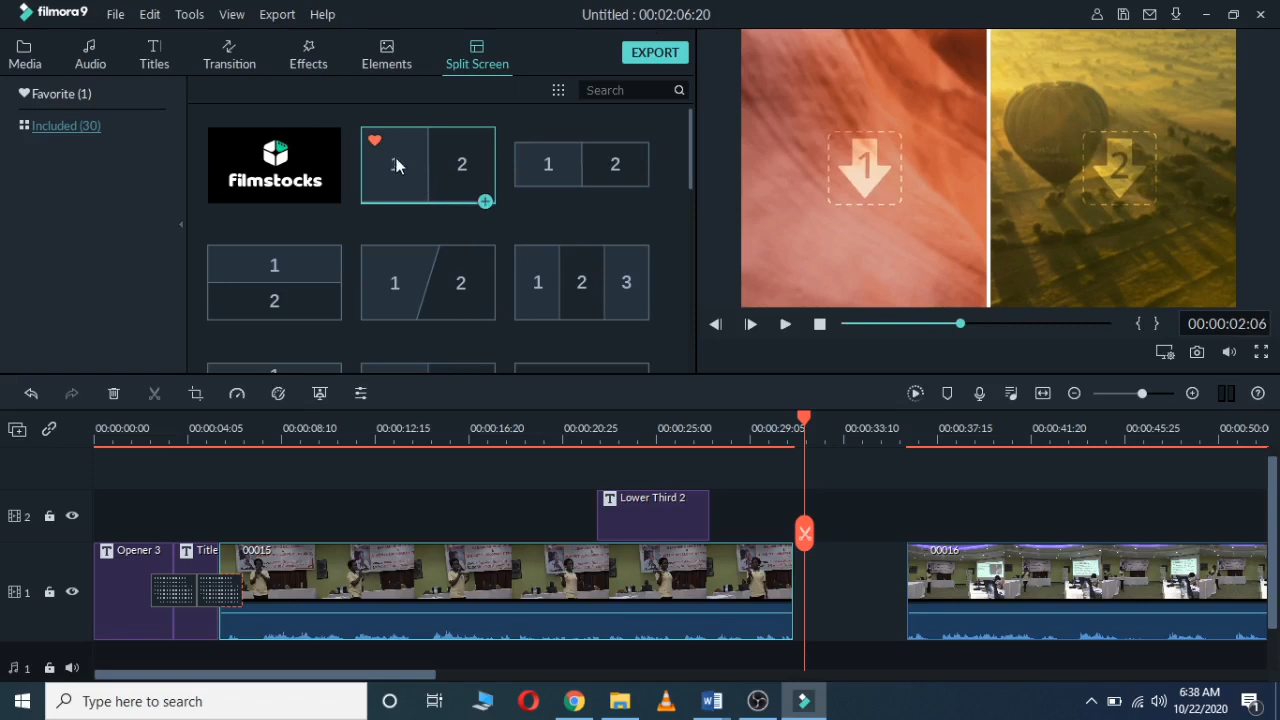 filmora9 File Edit Tools View Export Help Untitled : 00:02:06:20
Media Audio Titles Transition Effects Elements Split Screen EXPORT
Favorite (1)
Included (30)
Search
filmstocks
1 2
1 2
1
2
1 2
1 2 3
1
1 2
00:00:02:06
00:00:00:00 00:00:04:05 00:00:08:10 00:00:12:15 00:00:16:20 00:00:20:25 00:00:25:00 00:00:29:05 00:00:33:10 00:00:37:15 00:00:41:20 00:00:45:25 00:00:50:0
2
Lower Third 2
1
Opener 3
Title
00015
00016
1
Type here to search
6:38 AM
10/22/2020
1